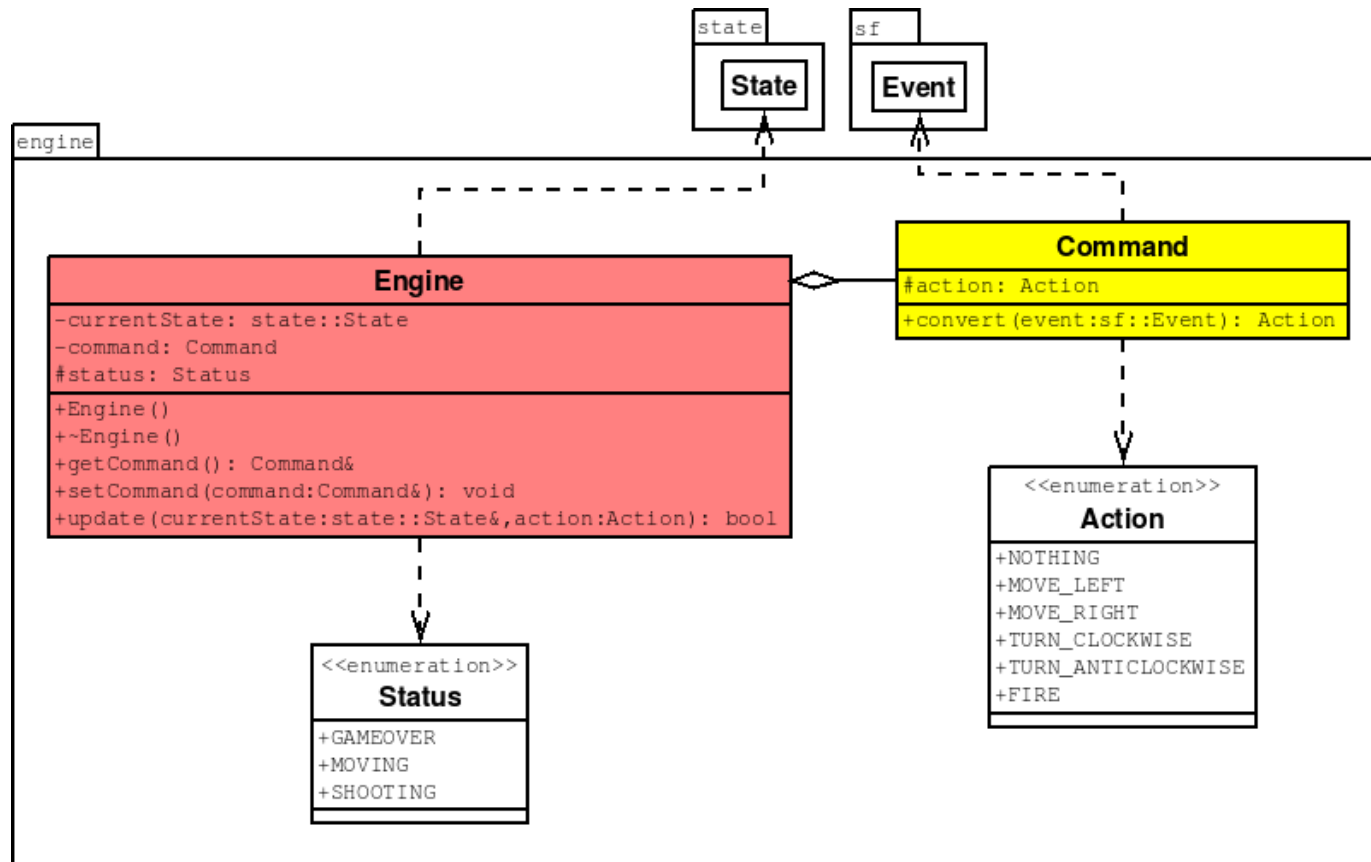 state
State
sf
Event
engine
Engine
-currentState: state::State
-command: Command
#status: Status
+Engine()
+~Engine()
+getCommand(): Command&
+setCommand(command:Command&): void
+update(currentState:state::State&,action:Action): bool
Command
#action: Action
+convert(event:sf::Event): Action
<<enumeration>>
Status
+GAMEOVER
+MOVING
+SHOOTING
<<enumeration>>
Action
+NOTHING
+MOVE_LEFT
+MOVE_RIGHT
+TURN_CLOCKWISE
+TURN_ANTICLOCKWISE
+FIRE